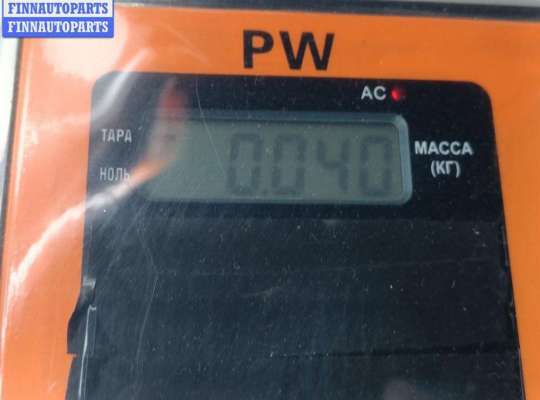 FINNAUTOPARTS
FINNAUTOPARTS
PW
AC
ТАРА
0.040
МАССА
(КГ)
НОЛЬ